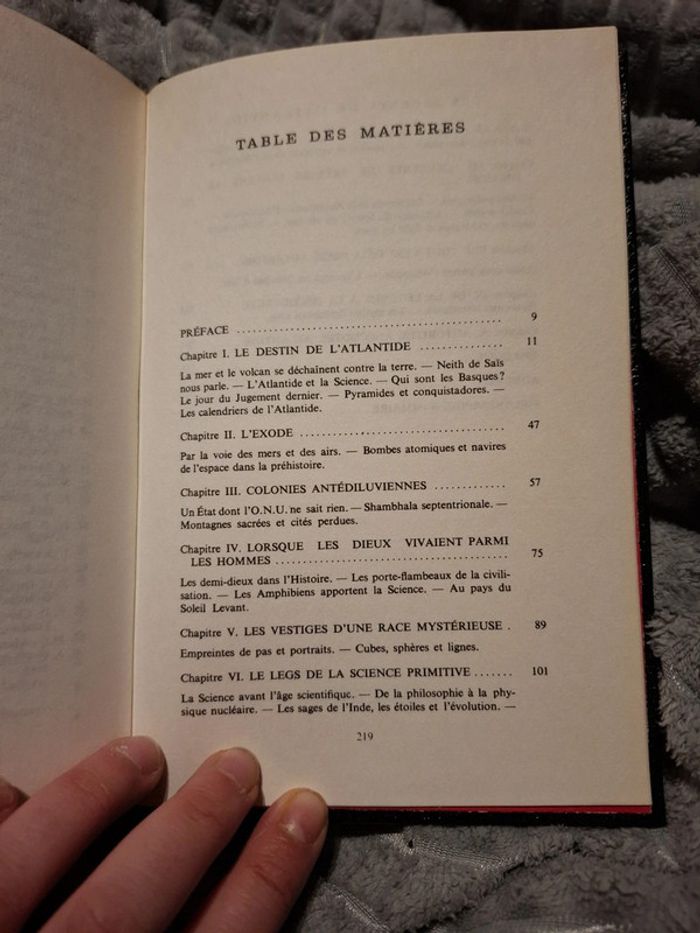 TABLE DES MATIÈRES
PRÉFACE ........................................ 9
Chapitre I. LE DESTIN DE L'ATLANTIDE ............. 11
La mer et le volcan se déchaînent contre la terre. — Neith de Saïs
nous parle. — L'Atlantide et la Science. — Qui sont les Basques?
Le jour du Jugement dernier. — Pyramides et conquistadores. —
Les calendriers de l'Atlantide.
Chapitre II. L'EXODE ............................... 47
Par la voie des mers et des airs. — Bombes atomiques et navires
de l'espace dans la préhistoire.
Chapitre III. COLONIES ANTÉDILUVIENNES ............ 57
Un État dont l'O.N.U. ne sait rien. — Shambhala septentrionale. —
Montagnes sacrées et cités perdues.
Chapitre IV. LORSQUE LES DIEUX VIVAIENT PARMI
LES HOMMES .................................. 75
Les demi-dieux dans l'Histoire. — Les porte-flambeaux de la civili-
sation. — Les Amphibiens apportent la Science. — Au pays du
Soleil Levant.
Chapitre V. LES VESTIGES D'UNE RACE MYSTÉRIEUSE . 89
Empreintes de pas et portraits. — Cubes, sphères et lignes.
Chapitre VI. LE LEGS DE LA SCIENCE PRIMITIVE ....... 101
La Science avant l'âge scientifique. — De la philosophie à la phy-
sique nucléaire. — Les sages de l'Inde, les étoiles et l'évolution. —
219